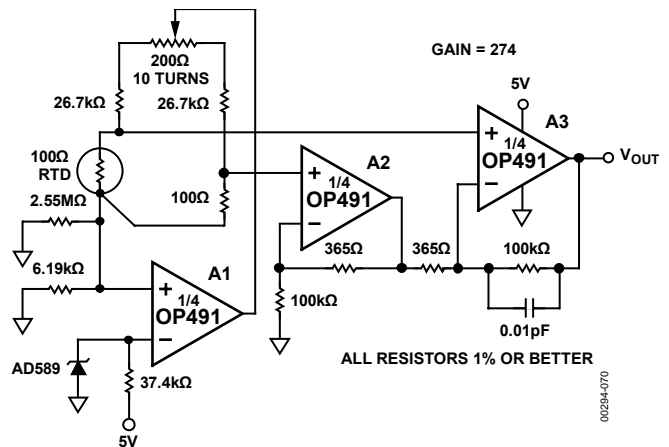 200Ω
10 TURNS
GAIN = 274
26.7kΩ
26.7kΩ
5V
A3
+
1/4
OP491
−
VOUT
100Ω
RTD
A2
+
1/4
OP491
−
2.55MΩ
100Ω
365Ω
365Ω
100kΩ
6.19kΩ
A1
+
1/4
OP491
−
100kΩ
0.01pF
AD589
37.4kΩ
ALL RESISTORS 1% OR BETTER
5V
00294-070